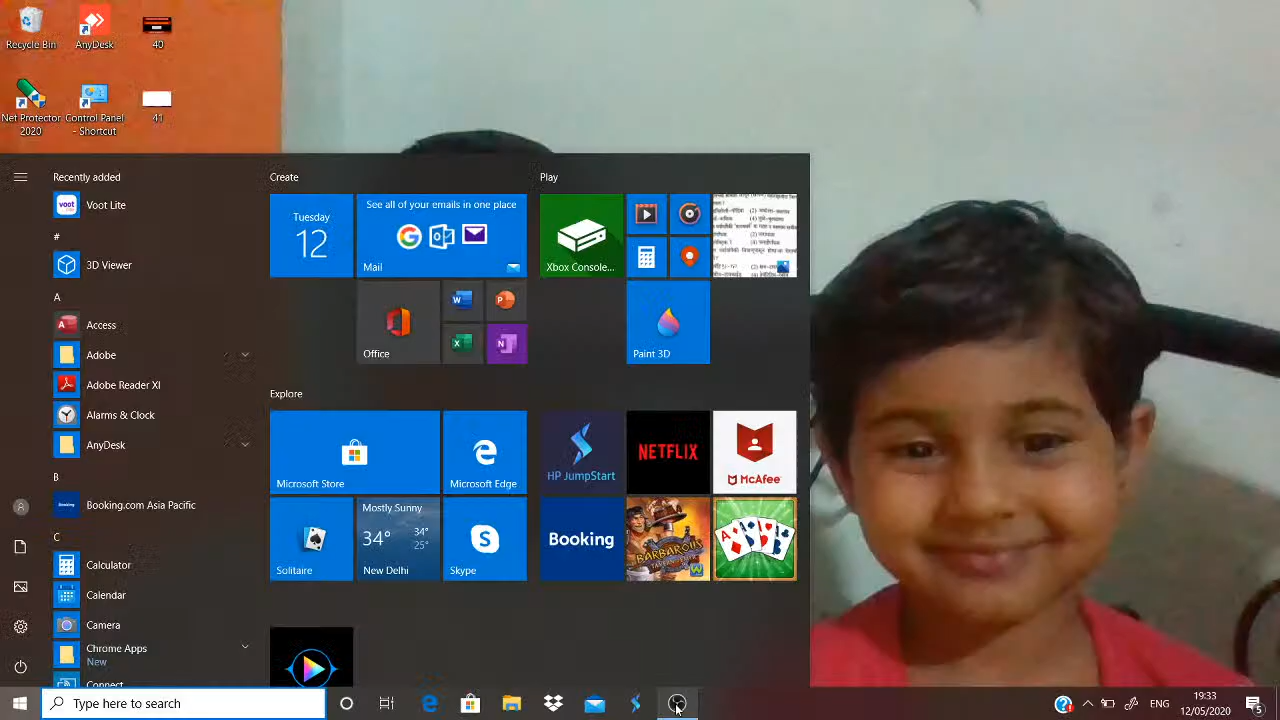 Recycle Bin
AnyDesk
40
Net Protector
2020
Control Panel
- Shortcut
41
Recently added
Voot Lite
#
3D Viewer
A
Access
Adobe
Adobe Reader XI
Alarms & Clock
AnyDesk
B
Booking.com Asia Pacific
C
Calculator
Calendar
Camera
Chrome Apps
New
Connect
Create
Tuesday
12
See all of your emails in one place
Mail
Office
Explore
Microsoft Store
Microsoft Edge
Solitaire
Mostly Sunny
34°
34°
25°
New Delhi
Skype
Play
Xbox Console...
Paint 3D
HP JumpStart
NETFLIX
McAfee
Booking
BARBAROUS
Type here to search
ENG
19:33
12/05/2020
5